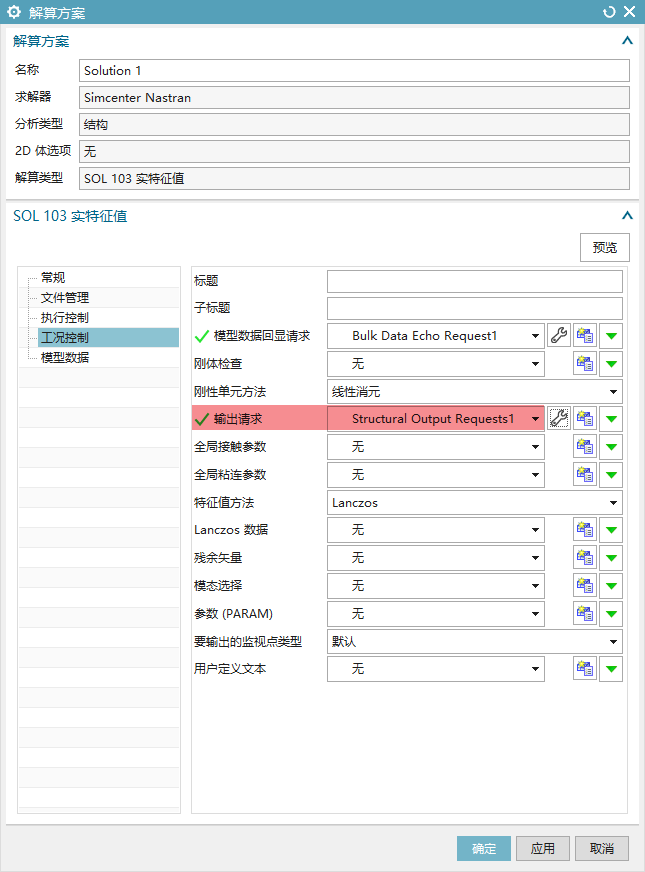 解算方案
解算方案
名称 Solution 1
求解器 Simcenter Nastran
分析类型 结构
2D 体选项 无
解算类型 SOL 103 实特征值
SOL 103 实特征值
预览
常规
文件管理
执行控制
工况控制
模型数据
标题
子标题
模型数据回显请求 Bulk Data Echo Request1
刚体检查 无
刚性单元方法 线性消元
输出请求 Structural Output Requests1
全局接触参数 无
全局粘连参数 无
特征值方法 Lanczos
Lanczos 数据 无
残余矢量 无
模态选择 无
参数 (PARAM) 无
要输出的监视点类型 默认
用户定义文本 无
确定 应用 取消